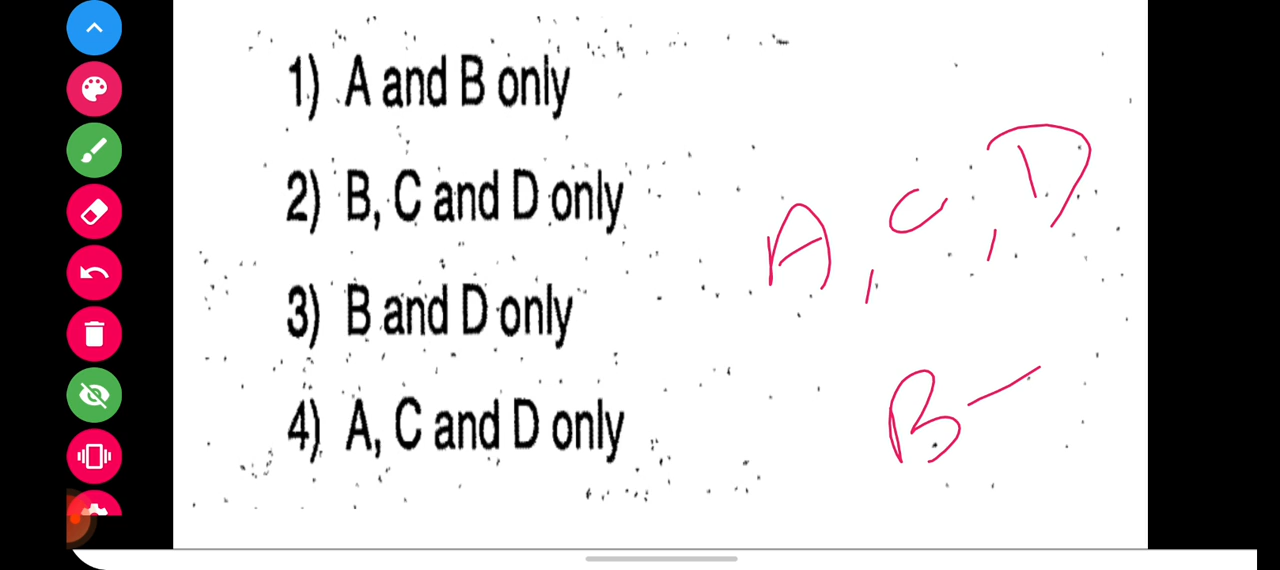 1) A and B only
2) B, C and D only
3) B and D only
4) A, C and D only
A, C, D
B-